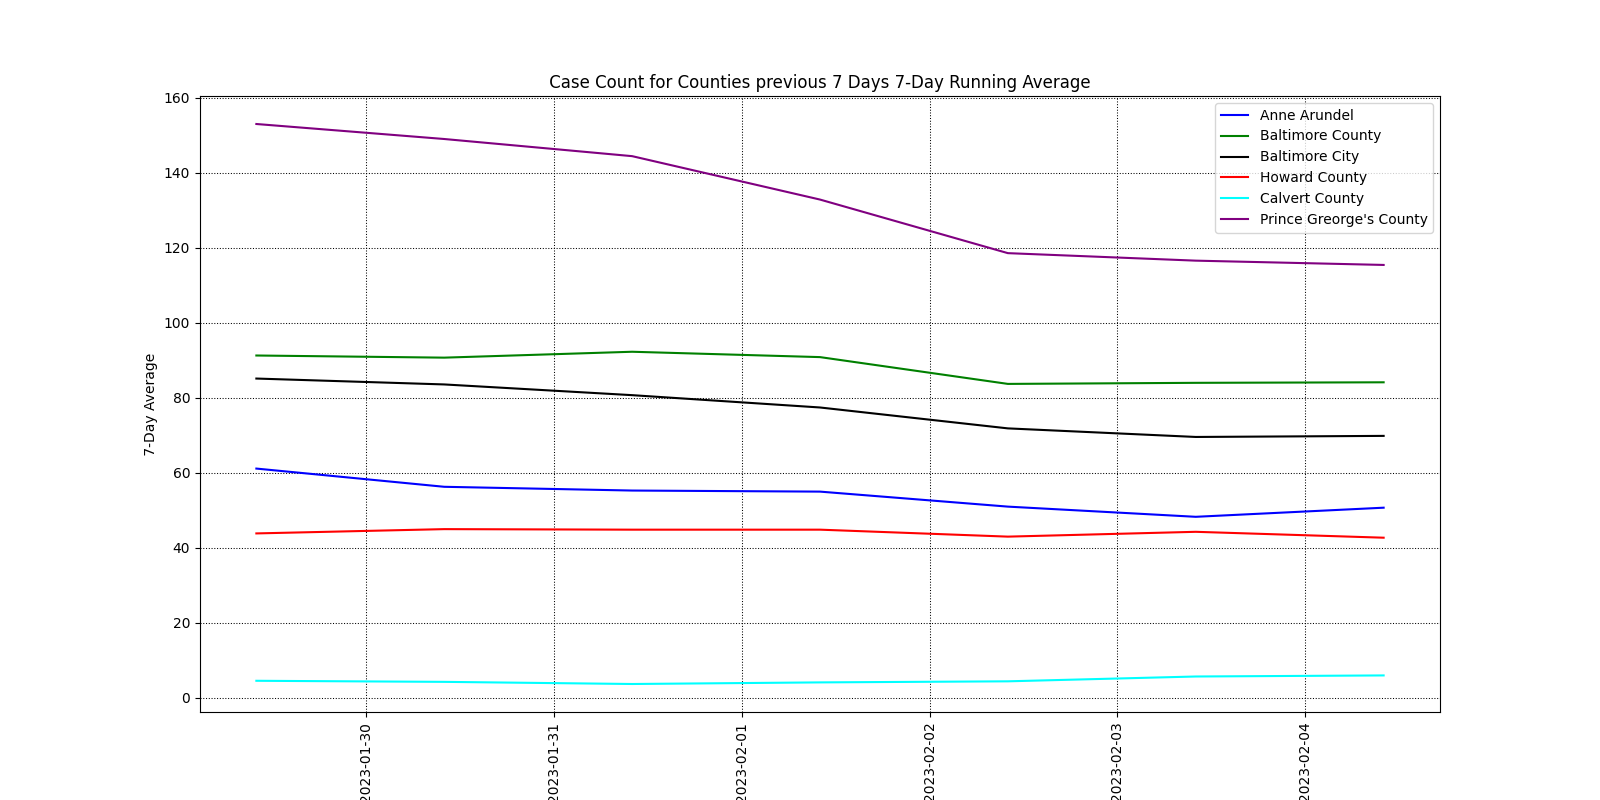 Case Count for Counties previous 7 Days 7-Day Running Average
160
140
120
100
80
60
40
20
0
7-Day Average
Anne Arundel
Baltimore County
Baltimore City
Howard County
Calvert County
Prince Greorge's County
2023-01-30
2023-01-31
2023-02-01
2023-02-02
2023-02-03
2023-02-04